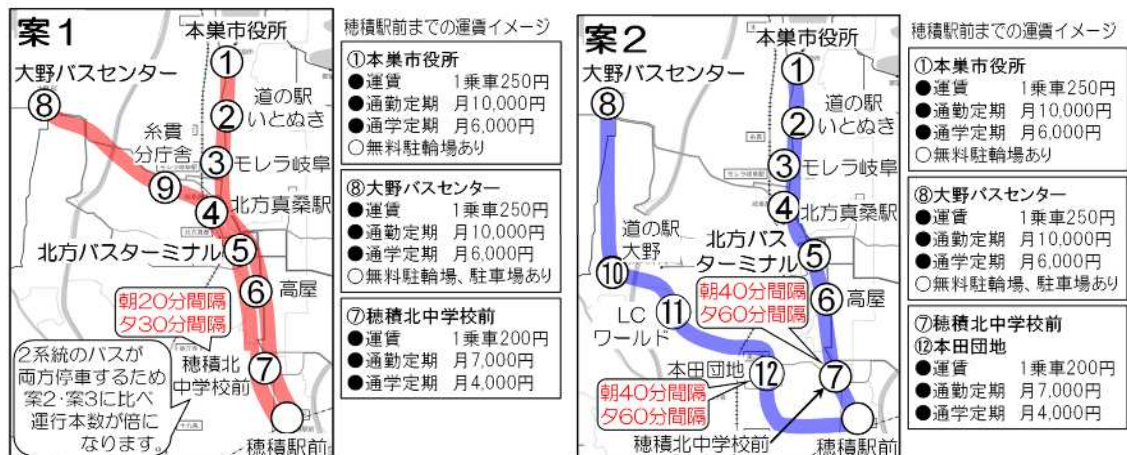 案1
本巣市役所
大野バスセンター
①
⑧
道の駅
いとぬき
②
糸貫
分庁舎
③
モレラ岐阜
⑨
④
北方真桑駅
北方バスターミナル
⑤
⑥
高屋
朝20分間隔
夕30分間隔
2系統のバスが
両方停車するため
案2・案3に比べ
運行本数が倍に
なります。
穂積北
中学校前
⑦
穂積駅前
穂積駅前までの運賃イメージ
①本巣市役所
●運賃 1乗車250円
●通勤定期 月10,000円
●通学定期 月6,000円
○無料駐輪場あり
⑧大野バスセンター
●運賃 1乗車250円
●通勤定期 月10,000円
●通学定期 月6,000円
○無料駐輪場、駐車場あり
⑦穂積北中学校前
●運賃 1乗車200円
●通勤定期 月7,000円
●通学定期 月4,000円
案2
本巣市役所
大野バスセンター
①
⑧
道の駅
いとぬき
②
③
モレラ岐阜
④
北方真桑駅
道の駅
大野
北方バス
ターミナル
⑤
⑩
朝40分間隔
夕60分間隔
⑥
高屋
⑪
LC
ワールド
本田団地
⑫
⑦
朝40分間隔
夕60分間隔
穂積北中学校前
穂積駅前
穂積駅前までの運賃イメージ
①本巣市役所
●運賃 1乗車250円
●通勤定期 月10,000円
●通学定期 月6,000円
○無料駐輪場あり
⑧大野バスセンター
●運賃 1乗車250円
●通勤定期 月10,000円
●通学定期 月6,000円
○無料駐輪場、駐車場あり
⑦穂積北中学校前
⑫本田団地
●運賃 1乗車200円
●通勤定期 月7,000円
●通学定期 月4,000円